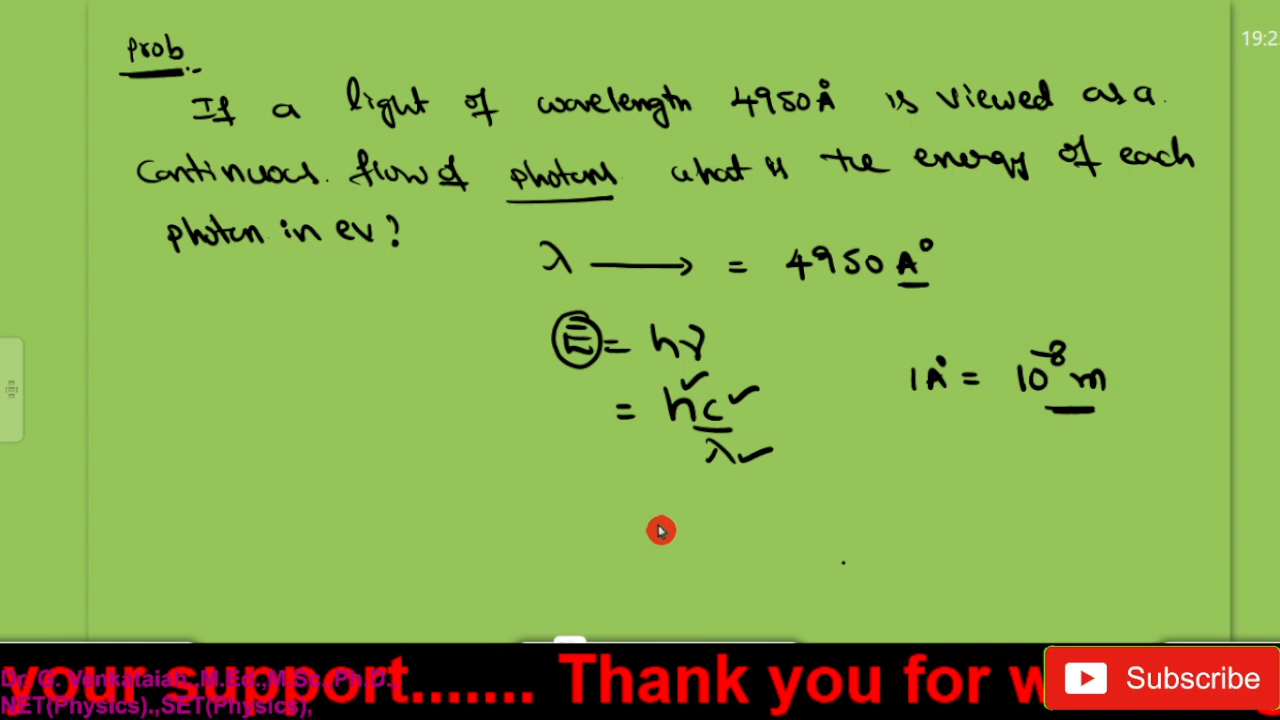 Prob.
If a light of wavelength 4950Å is viewed as a
continuous flow of photons what is the energy of each
photon in ev?
λ ⟶ = 4950 A°
E = hν
= hc
λ
1Å = 10⁻⁸ m
19:2
your support....... Thank you for w
Dr. G. Venkataiah.,M.Ed.,M.Sc.,Ph.D.
NET(Physics).,SET(Physics),
Subscribe